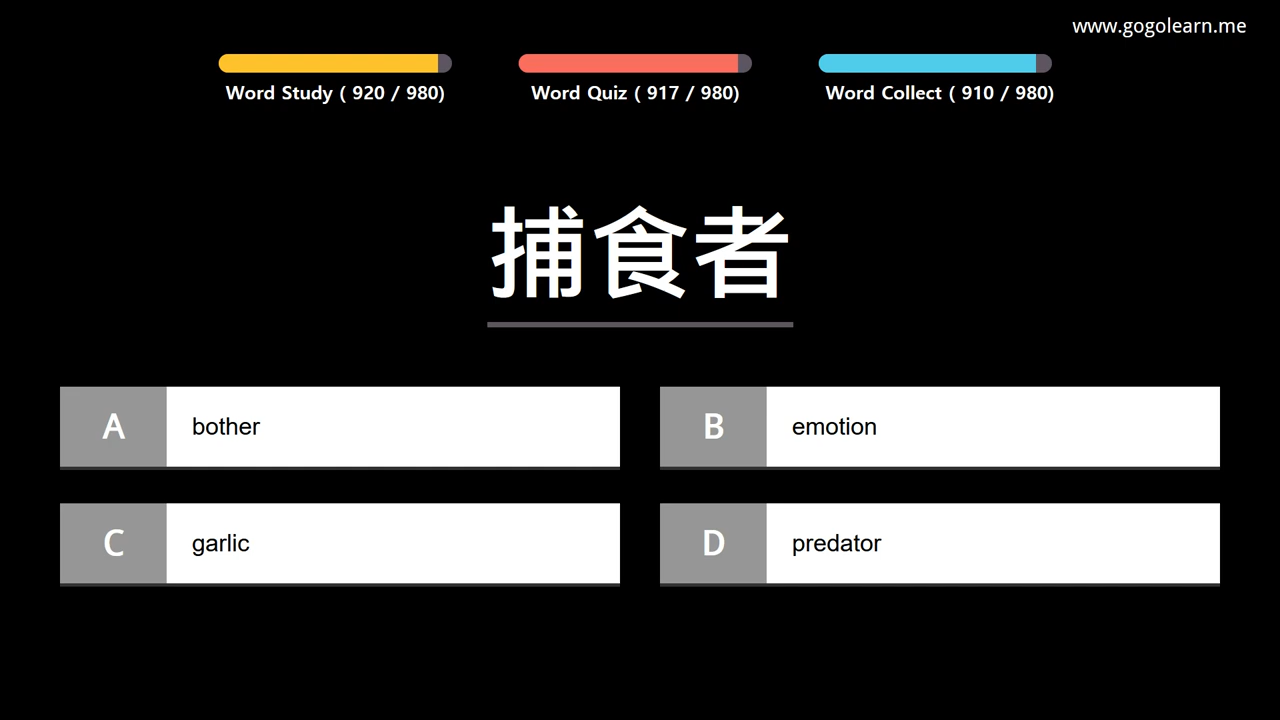 www.gogolearn.me
Word Study ( 920 / 980)
Word Quiz ( 917 / 980)
Word Collect ( 910 / 980)
捕食者
A bother
B emotion
C garlic
D predator